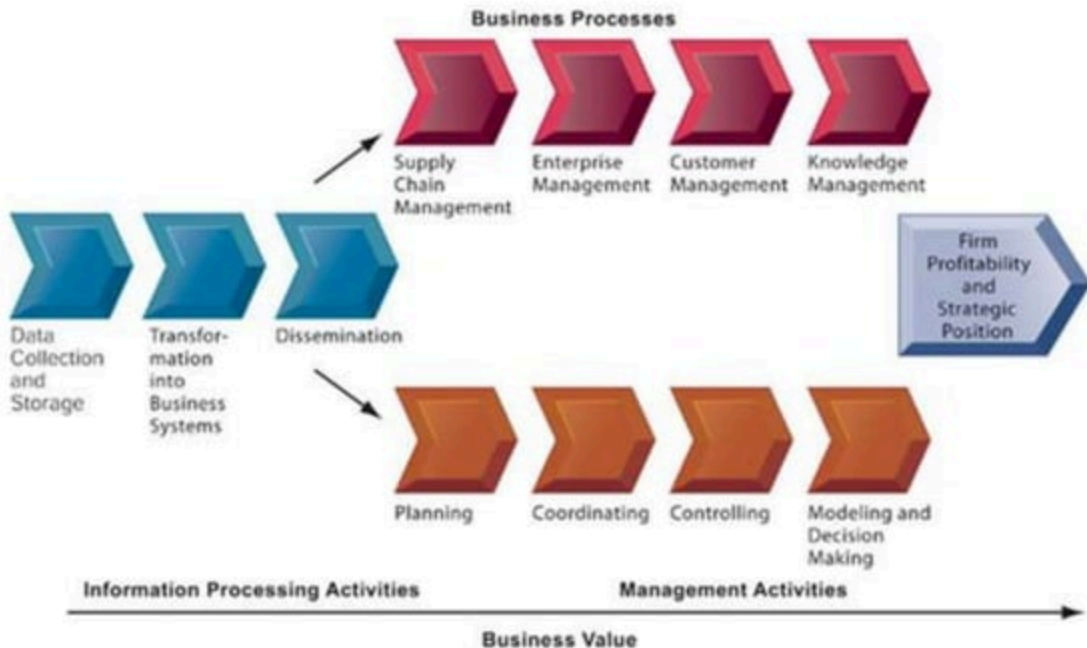 Business Processes
Supply
Chain
Management
Enterprise
Management
Customer
Management
Knowledge
Management
Data
Collection
and
Storage
Transfor-
mation
into
Business
Systems
Dissemination
Firm
Profitability
and
Strategic
Position
Planning
Coordinating
Controlling
Modeling and
Decision
Making
Information Processing Activities
Management Activities
Business Value